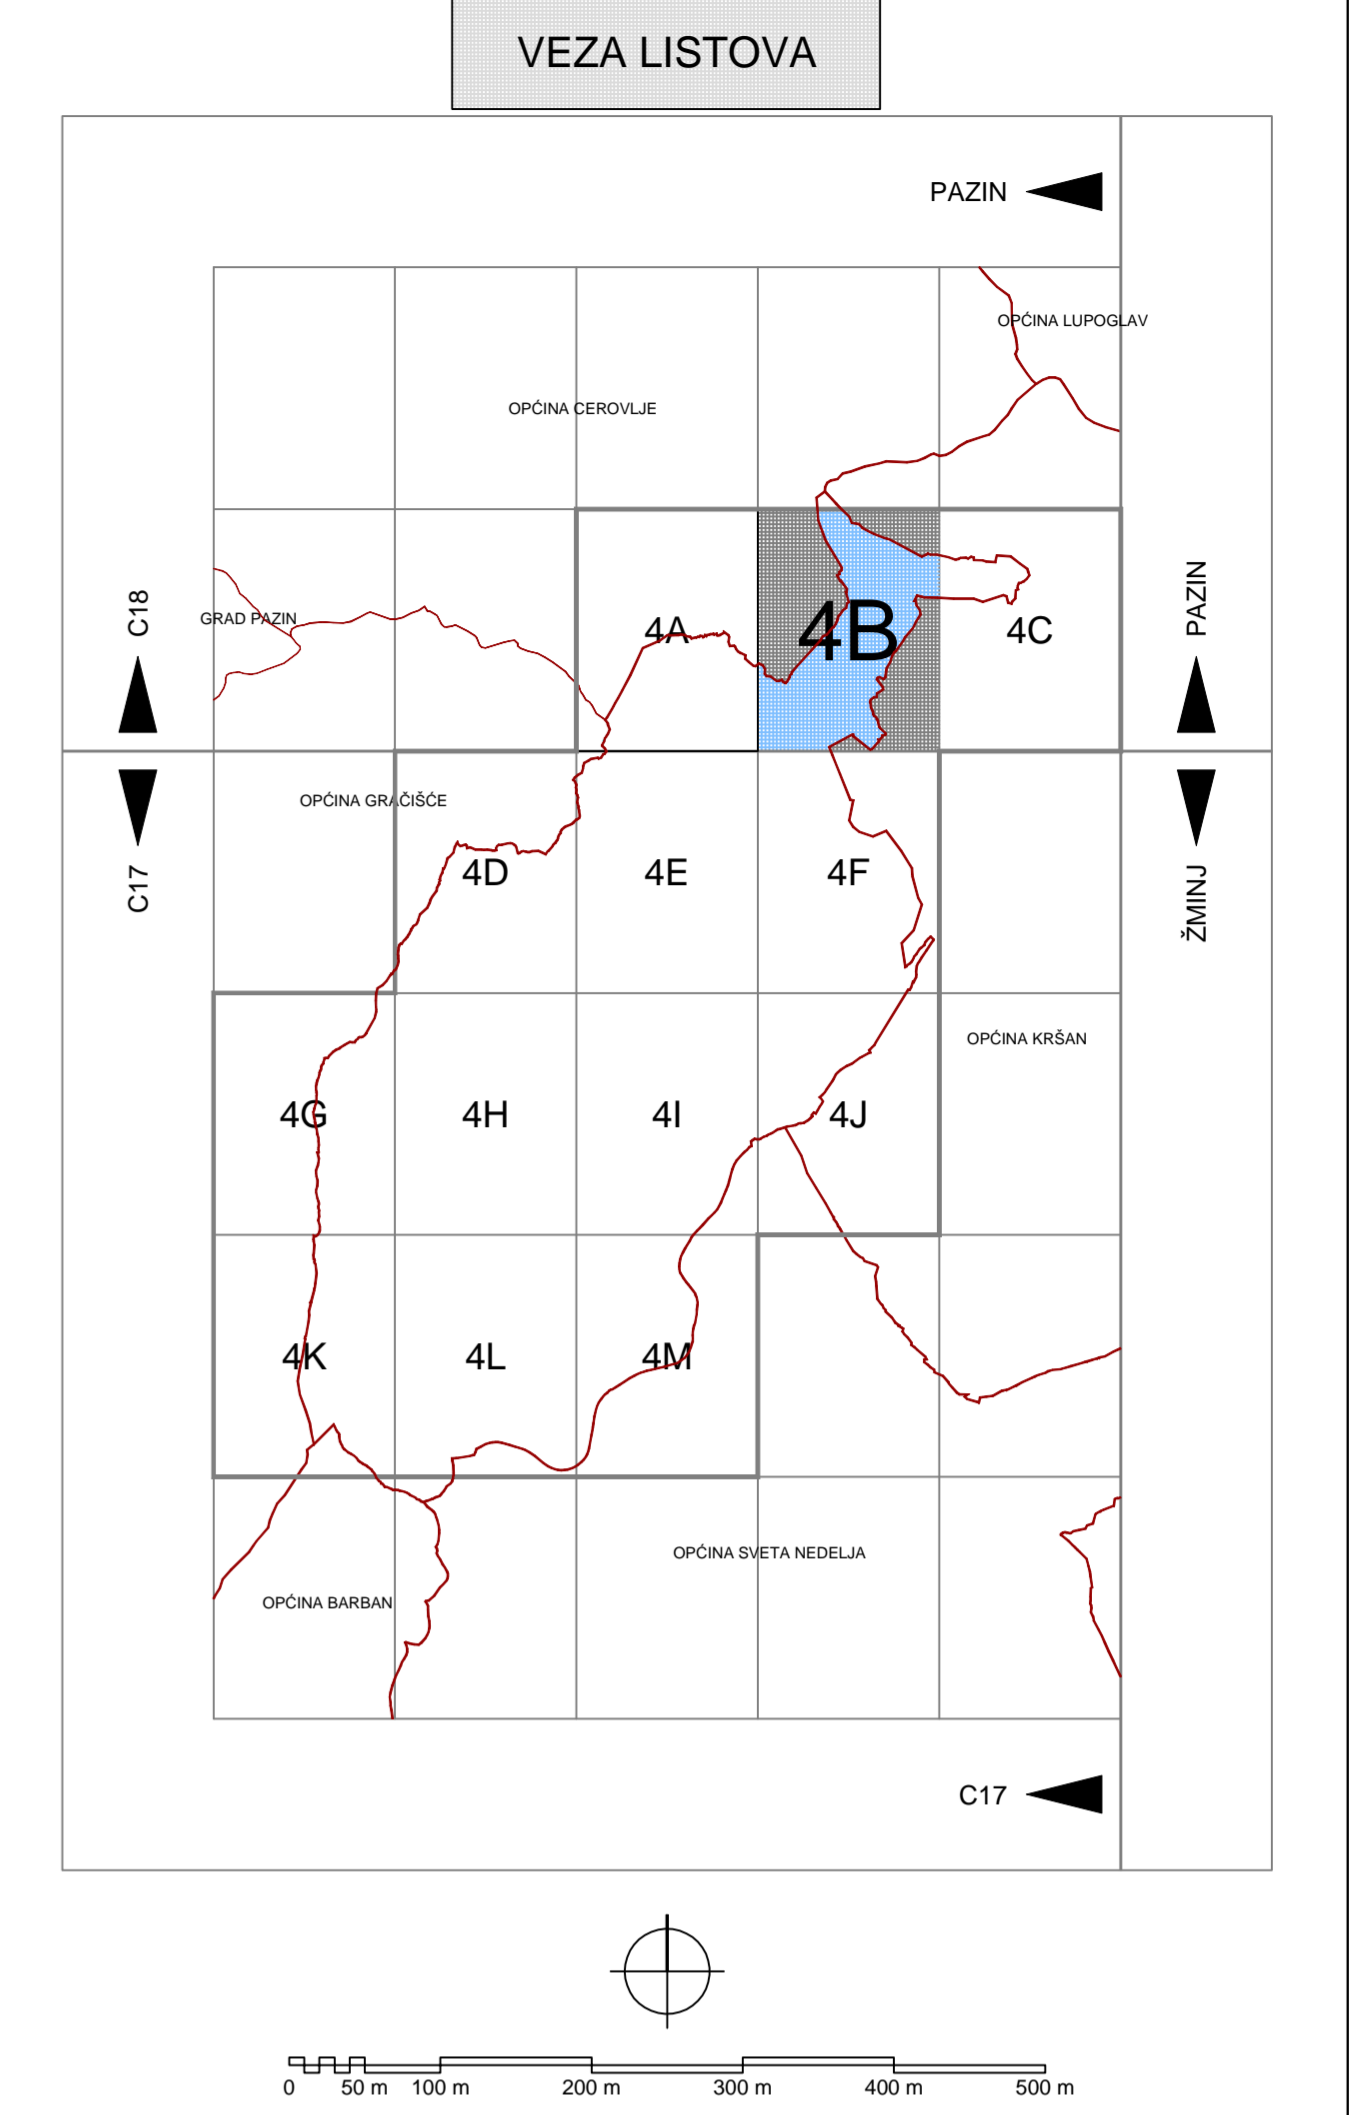 VEZA LISTOVA
PAZIN
OPĆINA LUPOGLAV
OPĆINA CEROVLJE
C18
GRAD PAZIN
4A
4B
4C
PAZIN
C17
OPĆINA GRAČIŠĆE
4D
4E
4F
ŽMINJ
OPĆINA KRŠAN
4G
4H
4I
4J
4K
4L
4M
OPĆINA SVETA NEDELJA
OPĆINA BARBAN
C17
0 50 m 100 m 200 m 300 m 400 m 500 m